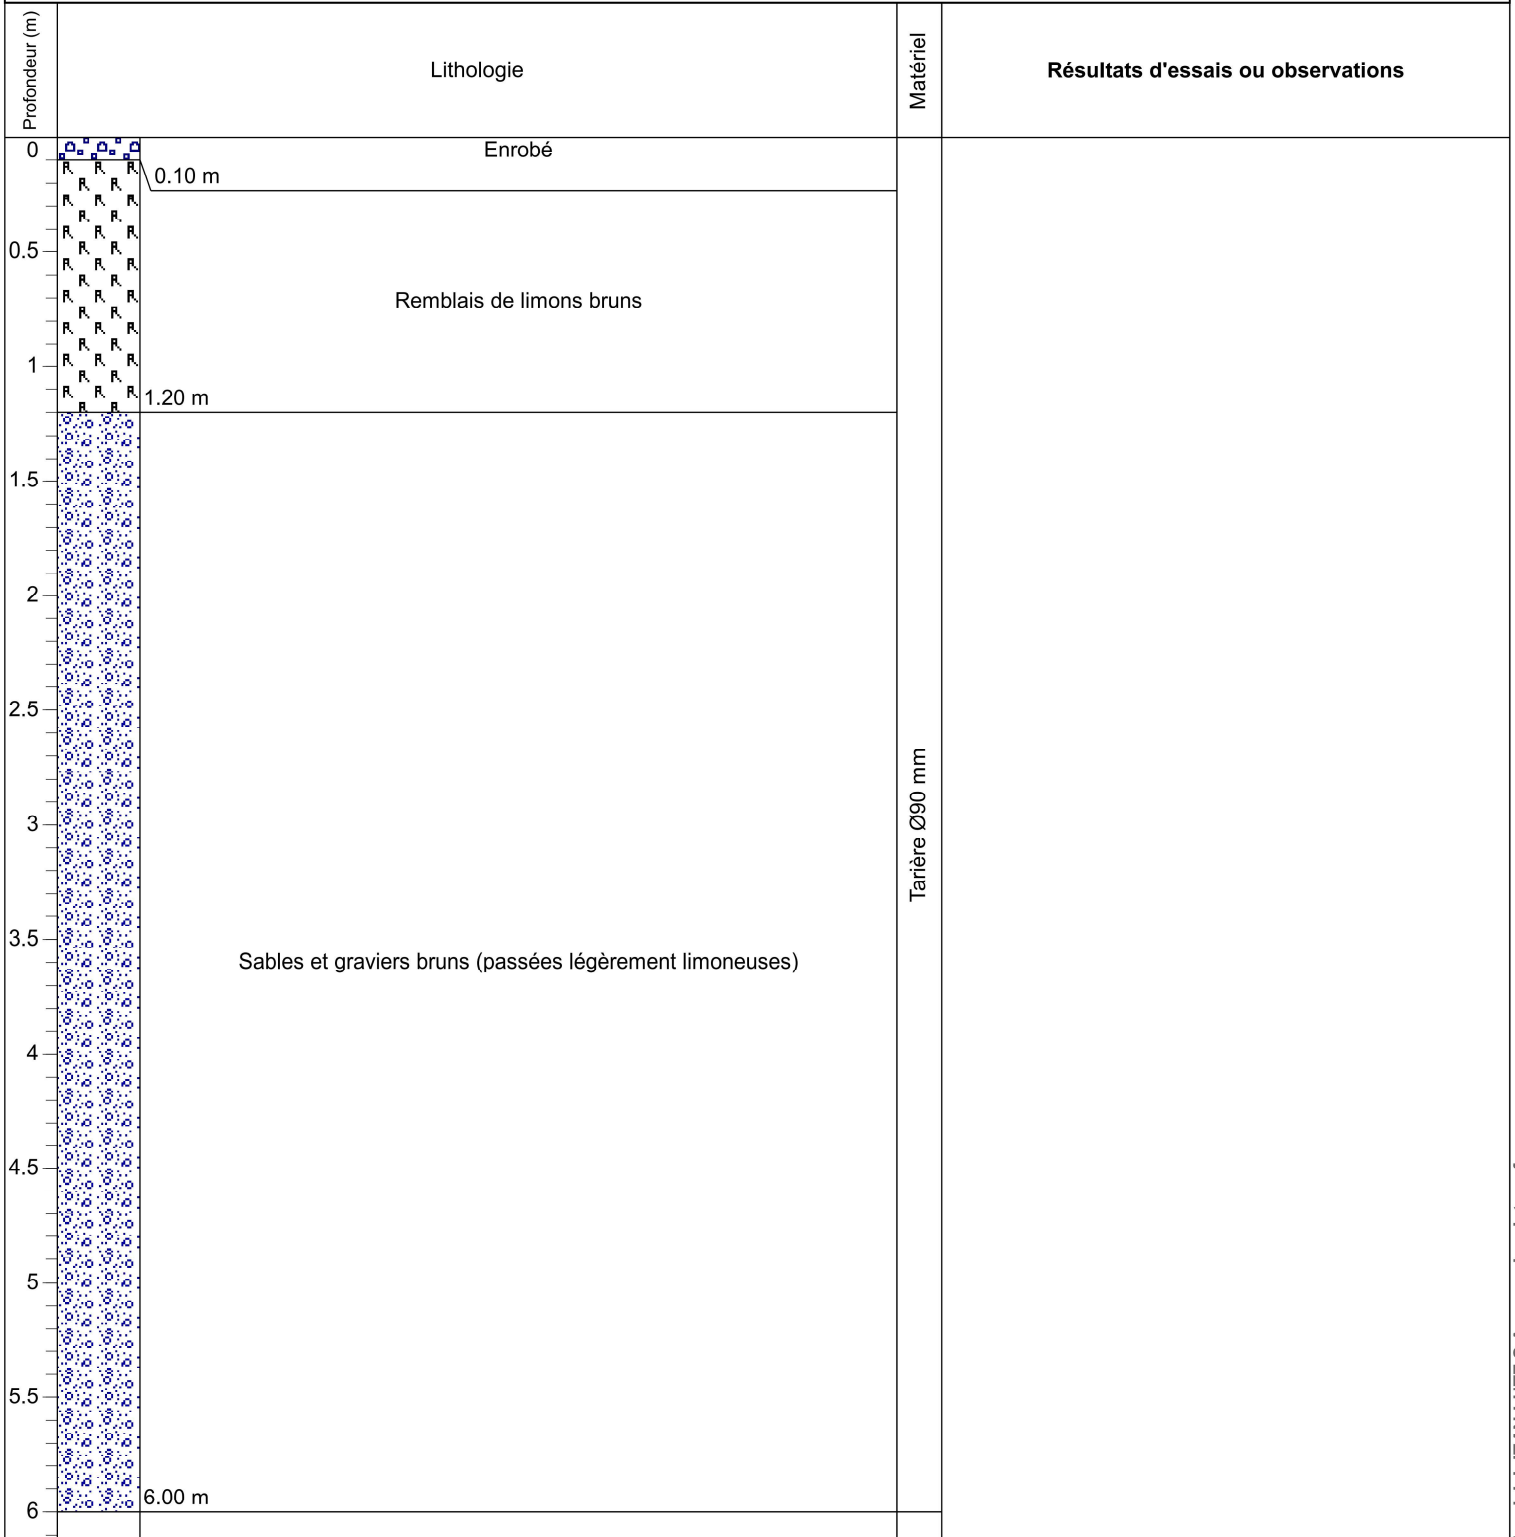 Profondeur (m)
Lithologie
Matériel
Résultats d'essais ou observations
0
Enrobé
0.10 m
0.5
Remblais de limons bruns
1
1.20 m
1.5
2
2.5
Tarière Ø90 mm
3
3.5
Sables et graviers bruns (passées légèrement limoneuses)
4
4.5
5
5.5
6.00 m
6